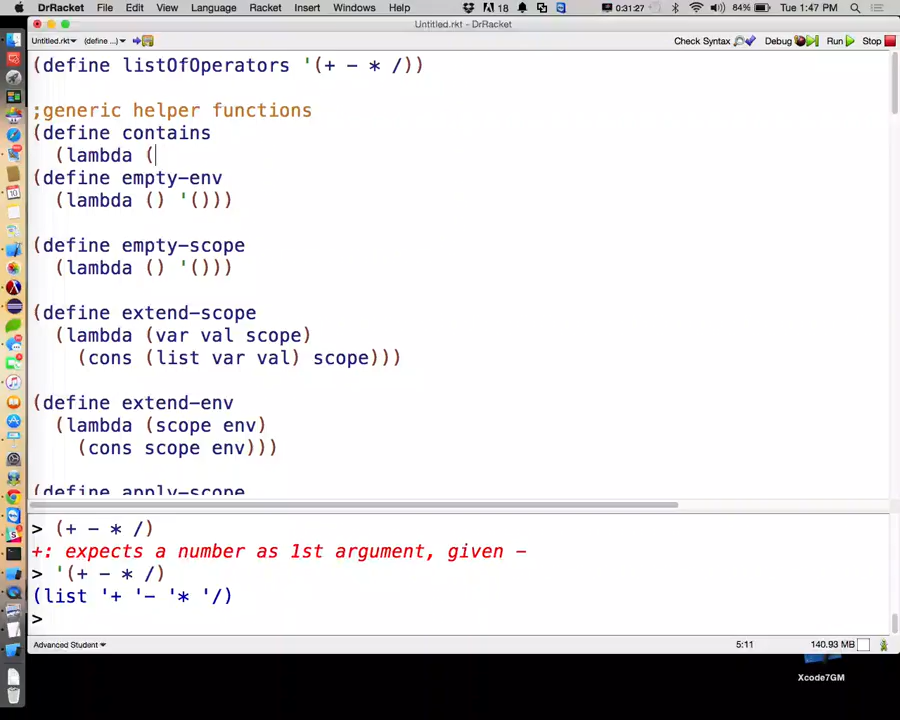 DrRacket File Edit View Language Racket Insert Windows Help 18 0:31:27 84% Tue 1:47 PM
Untitled.rkt - DrRacket
Untitled.rkt (define ...) Check Syntax Debug Run Stop
(define listOfOperators '(+ - * /))
;generic helper functions
(define contains
(lambda (
(define empty-env
(lambda () '()))
(define empty-scope
(lambda () '()))
(define extend-scope
(lambda (var val scope)
(cons (list var val) scope)))
(define extend-env
(lambda (scope env)
(cons scope env)))
(define apply-scope
> (+ - * /)
+: expects a number as 1st argument, given -
> '(+ - * /)
(list '+ '- '* '/)
>
Advanced Student 5:11 140.93 MB
Xcode7GM